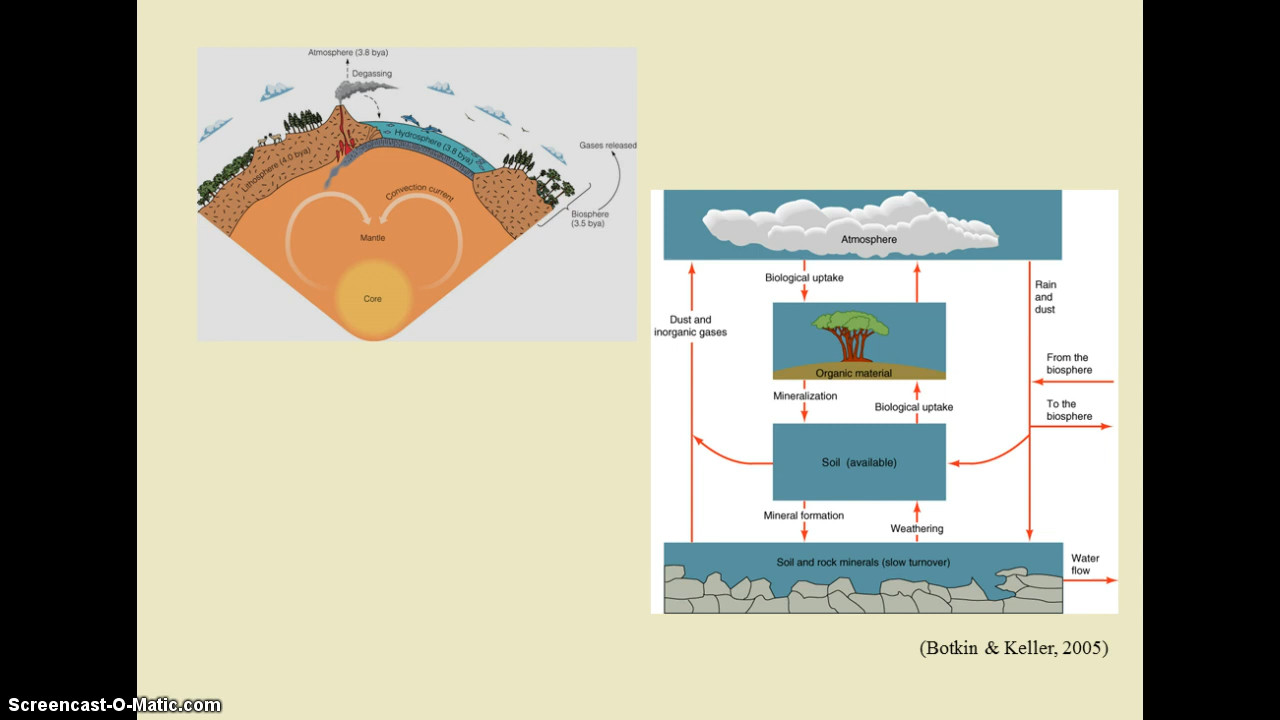 Atmosphere (3.8 bya)
Degassing
Hydrosphere (3.8 bya)
Lithosphere (4.0 bya)
Gases released
Convection current
Biosphere
(3.5 bya)
Mantle
Core
Atmosphere
Biological uptake
Rain
and
dust
Dust and
inorganic gases
Organic material
From the
biosphere
Mineralization
Biological uptake
To the
biosphere
Soil (available)
Mineral formation
Weathering
Soil and rock minerals (slow turnover)
Water
flow
(Botkin & Keller, 2005)
Screencast-O-Matic.com